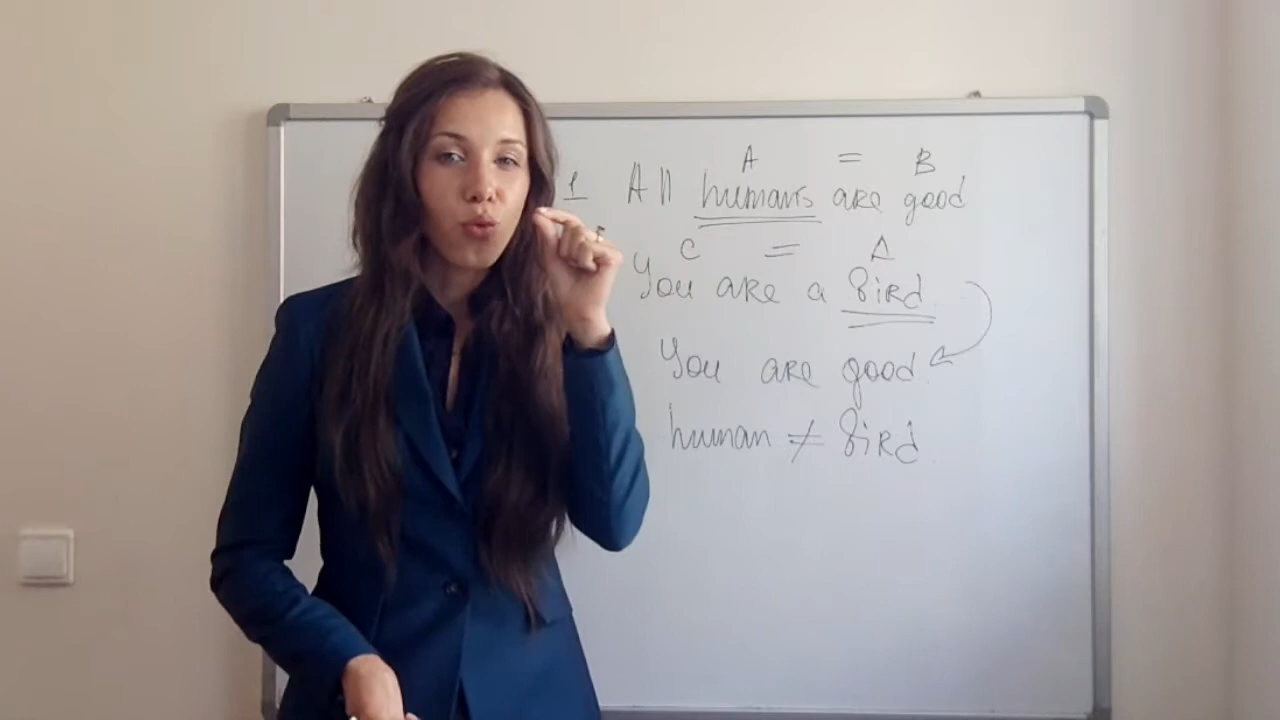 A = B
1 All humans are good
C = A
You are a bird
You are good.
human ≠ bird